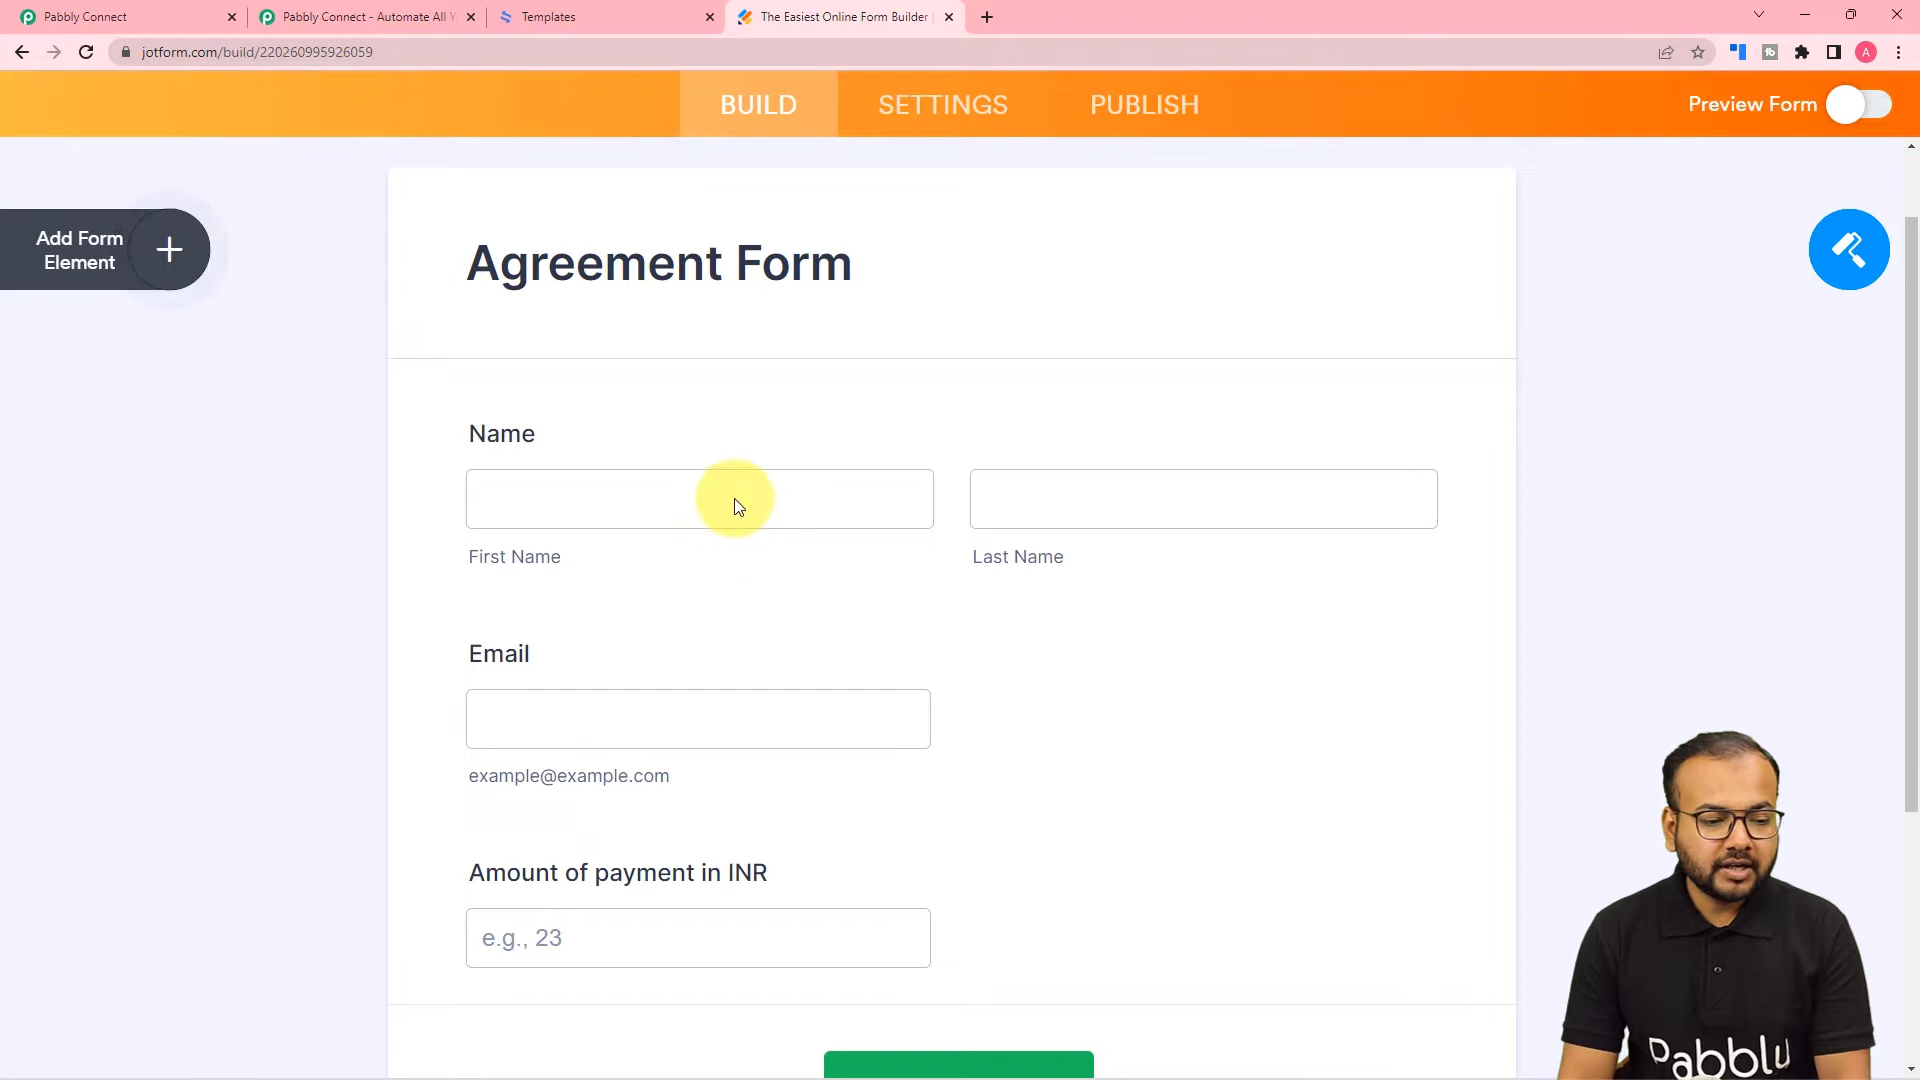 Pabbly Connect
Pabbly Connect - Automate All Y
Templates
The Easiest Online Form Builder
jotform.com/build/220260995926059
A
BUILD
SETTINGS
PUBLISH
Preview Form
Add Form
Element
Agreement Form
Name
First Name
Last Name
Email
example@example.com
Amount of payment in INR
e.g., 23
Pabbly